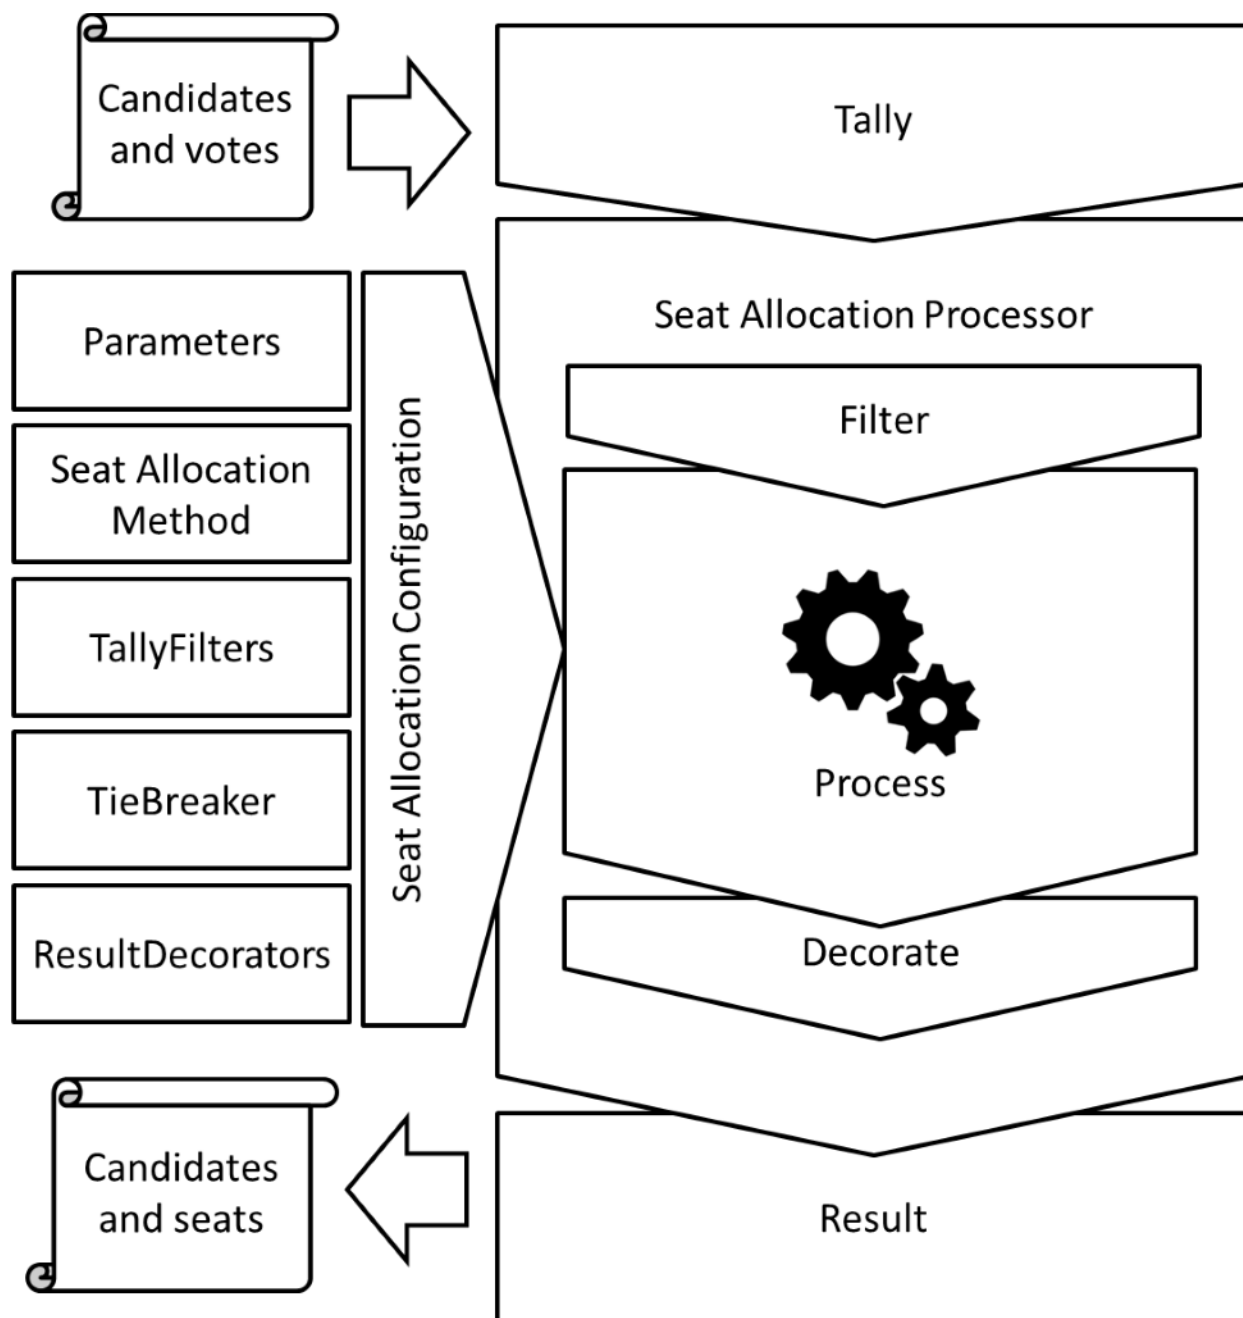 Candidates
and votes
Tally
Parameters
Seat Allocation
Method
TallyFilters
TieBreaker
ResultDecorators
Seat Allocation Configuration
Seat Allocation Processor
Filter
Process
Decorate
Candidates
and seats
Result